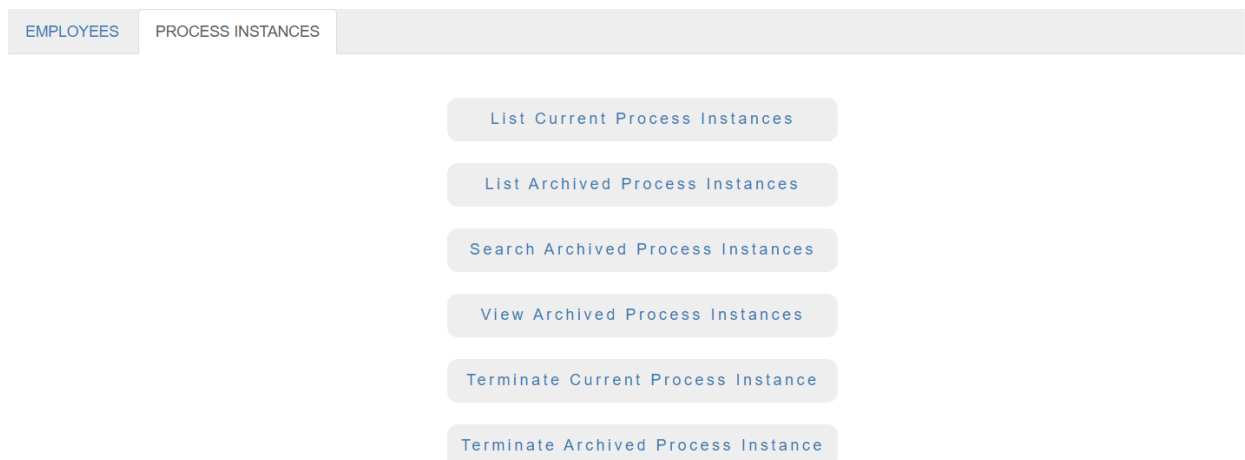 EMPLOYEES PROCESS INSTANCES
List Current Process Instances
List Archived Process Instances
Search Archived Process Instances
View Archived Process Instances
Terminate Current Process Instance
Terminate Archived Process Instance